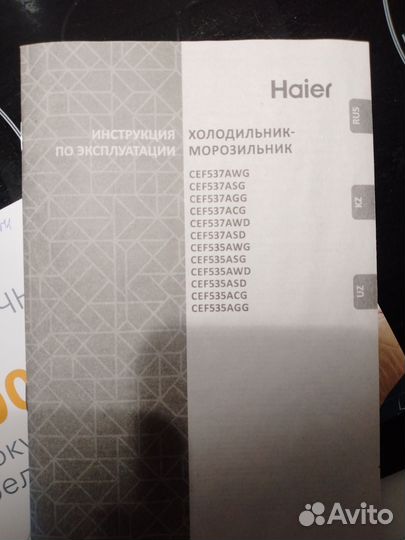 Haier
ИНСТРУКЦИЯ
ПО ЭКСПЛУАТАЦИИ
ХОЛОДИЛЬНИК-
МОРОЗИЛЬНИК
CEF537AWG
CEF537ASG
CEF537AGG
CEF537ACG
CEF537AWD
CEF537ASD
CEF535AWG
CEF535ASG
CEF535AWD
CEF535ASD
CEF535ACG
CEF535AGG
RUS
KZ
UZ
Avito